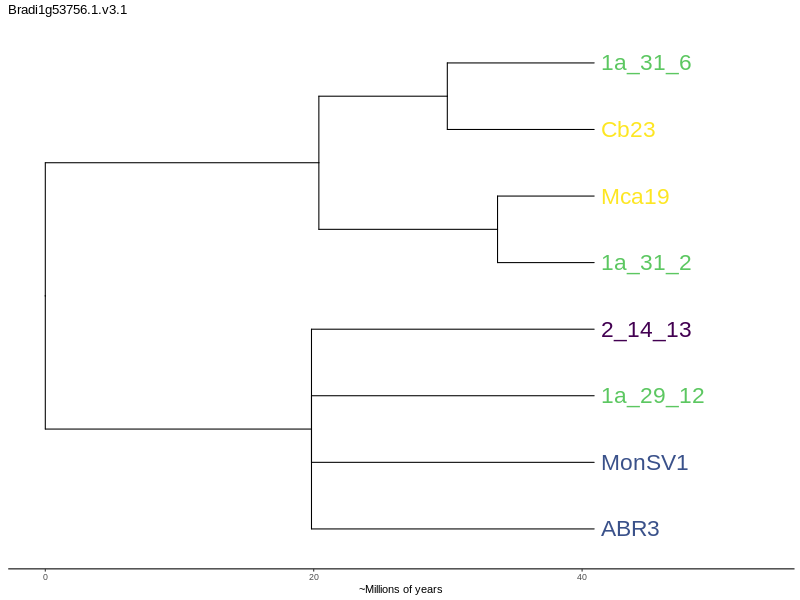 Bradi1g53756.1.v3.1
1a_31_6
Cb23
Mca19
1a_31_2
2_14_13
1a_29_12
MonSV1
ABR3
0 20 40
~Millions of years